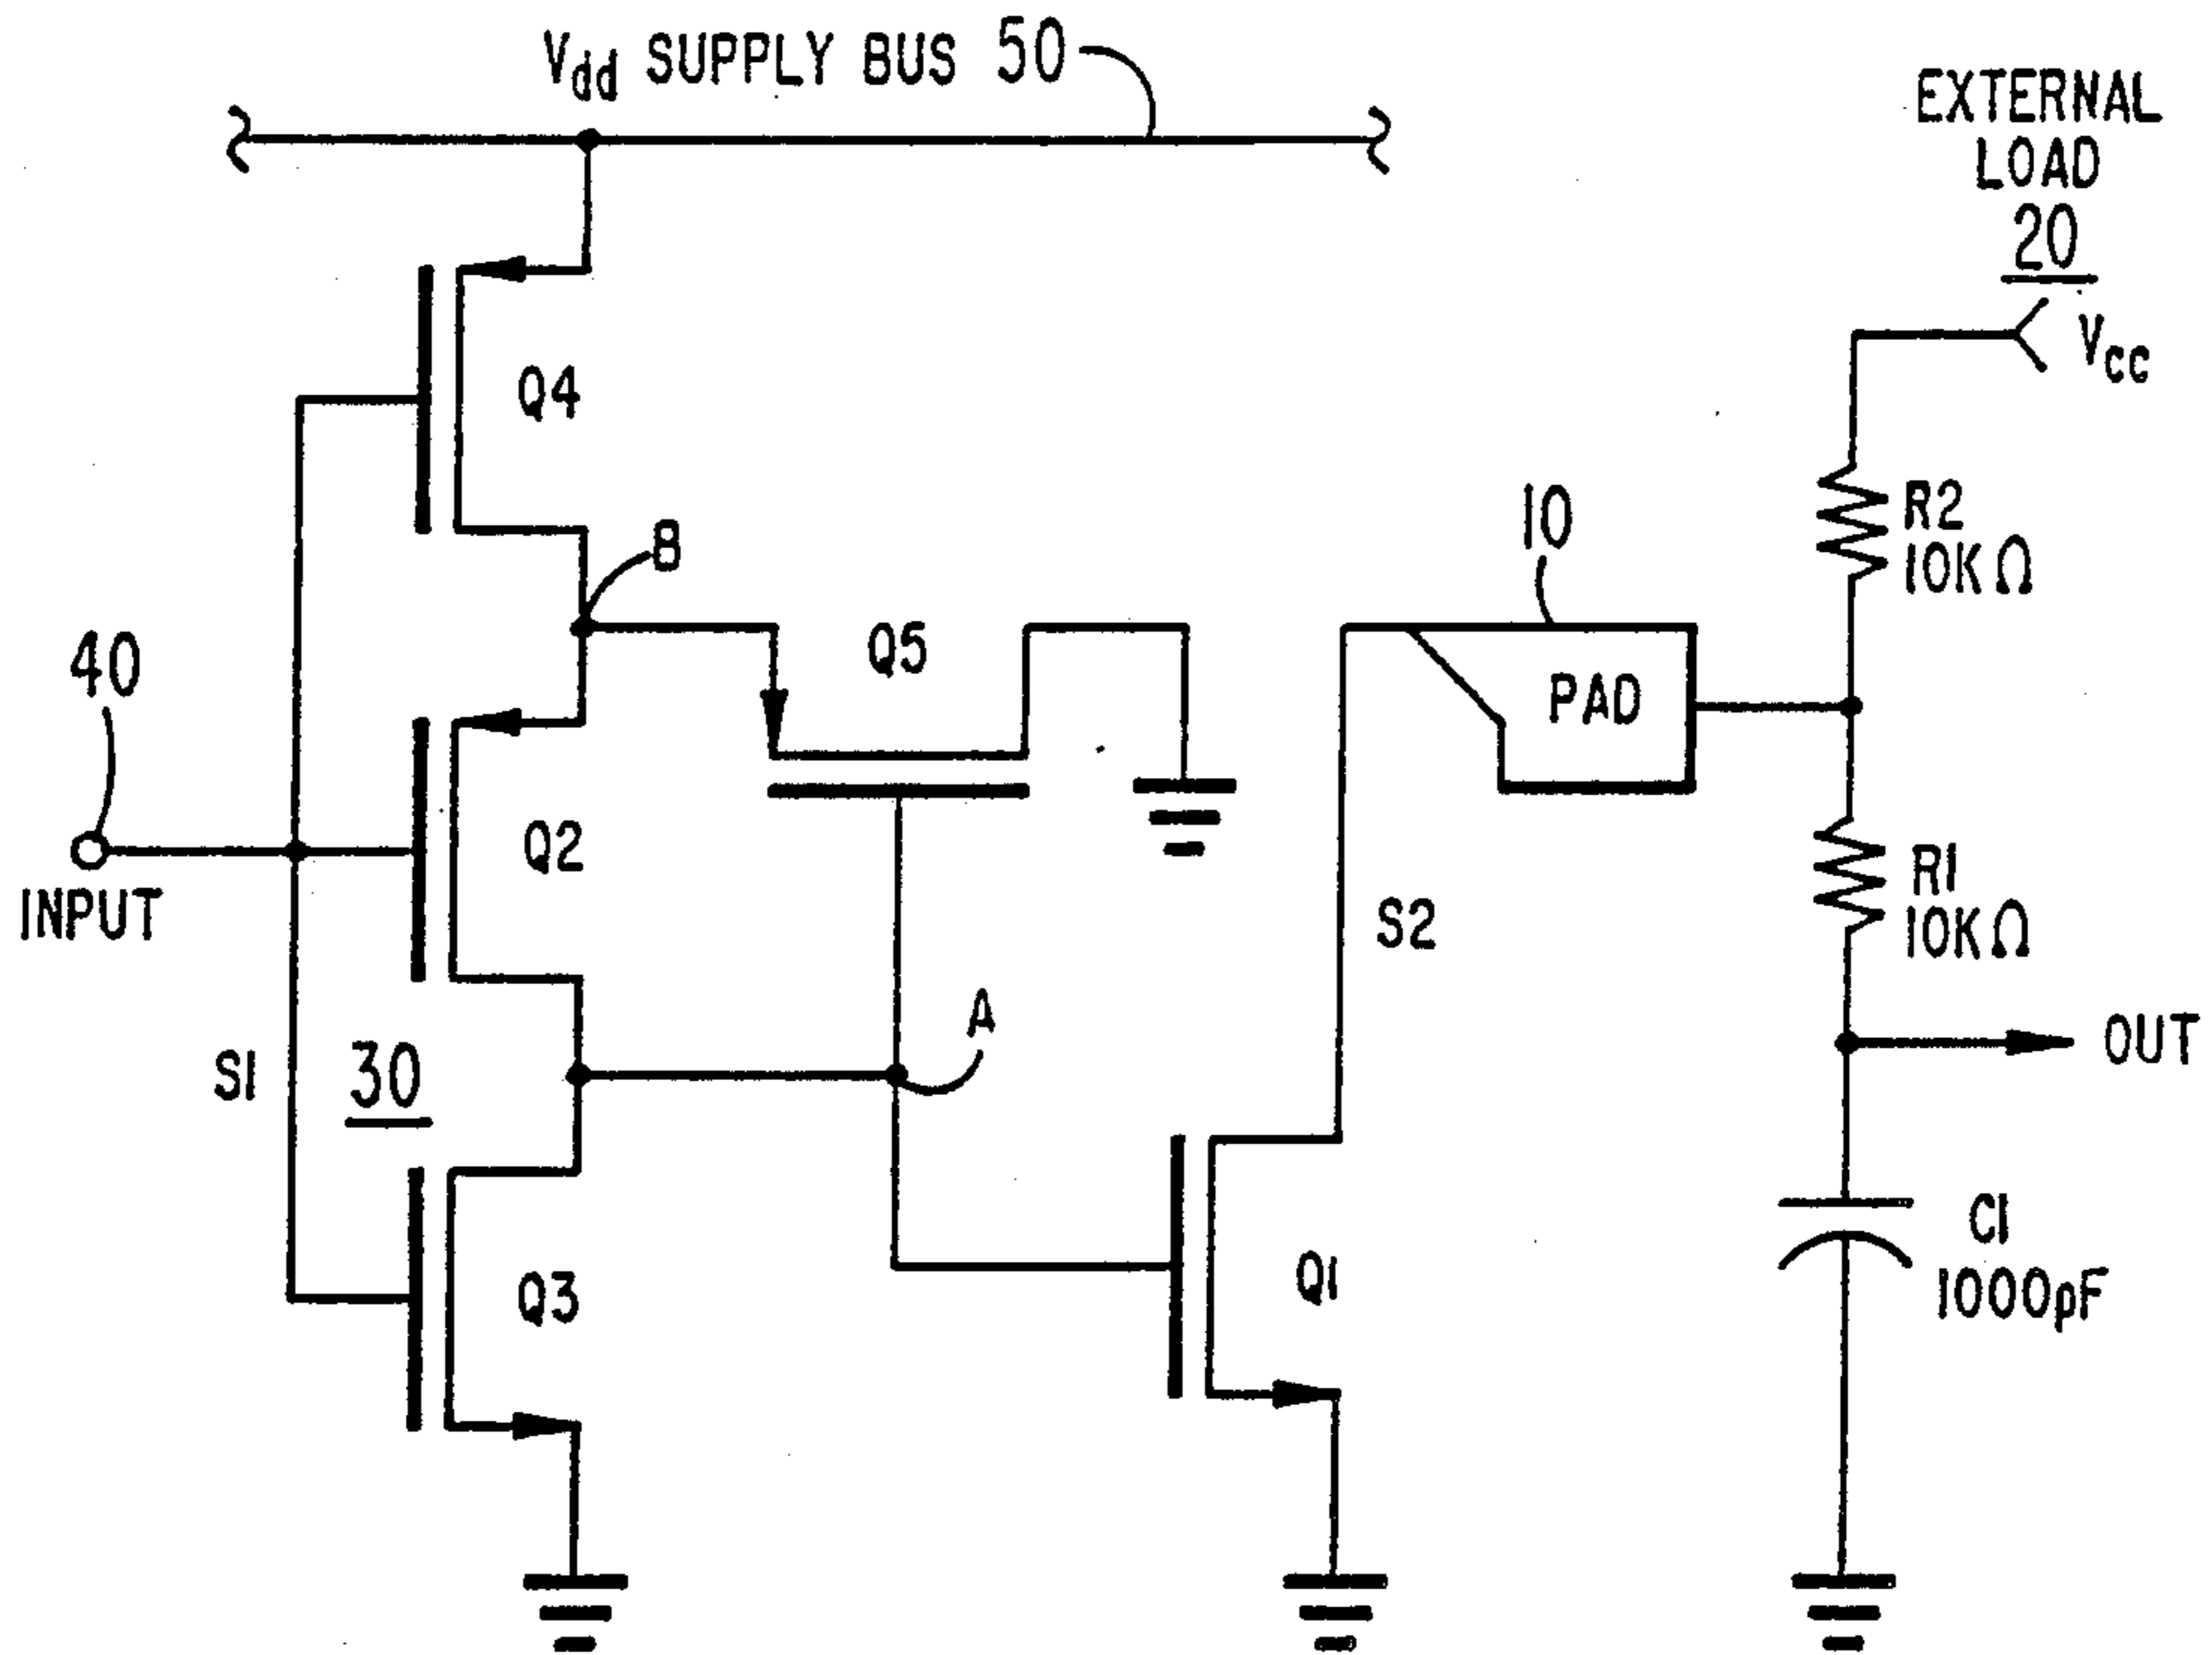 Vdd SUPPLY BUS 50
EXTERNAL
LOAD
20
Vcc
Q4
R2
10KΩ
10
8
40
Q5
PAD
Q2
INPUT
R1
10KΩ
S2
A
OUT
S1
30
C1
1000pF
Q3
Q1